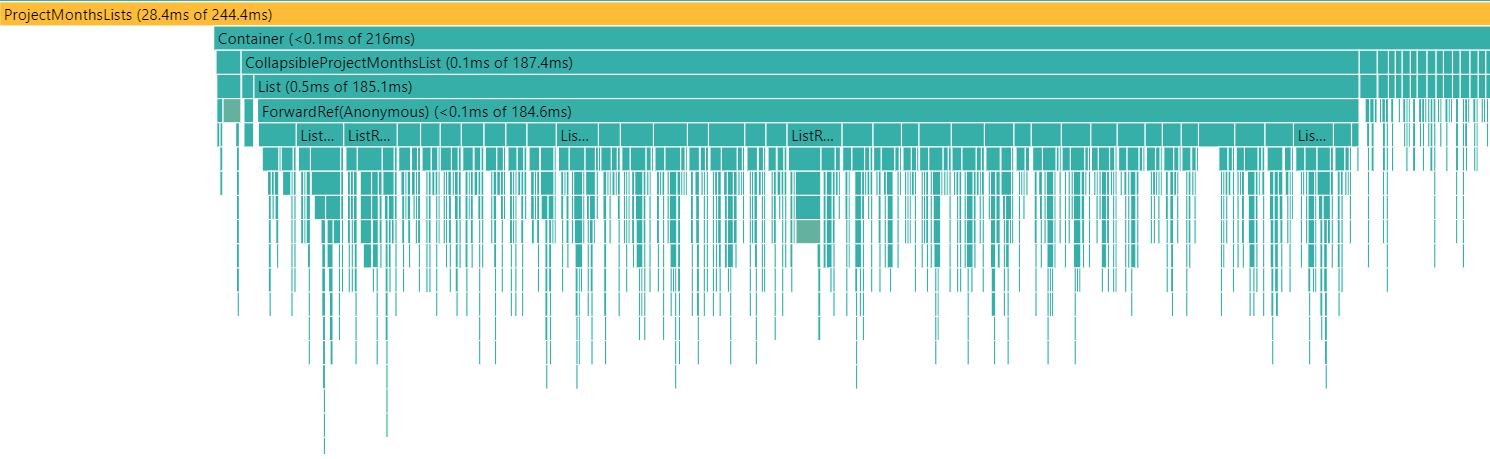 ProjectMonthsLists (28.4ms of 244.4ms)
Container (<0.1ms of 216ms)
CollapsibleProjectMonthsList (0.1ms of 187.4ms)
List (0.5ms of 185.1ms)
ForwardRef(Anonymous) (<0.1ms of 184.6ms)
List... ListR... Lis... ListR... Lis...